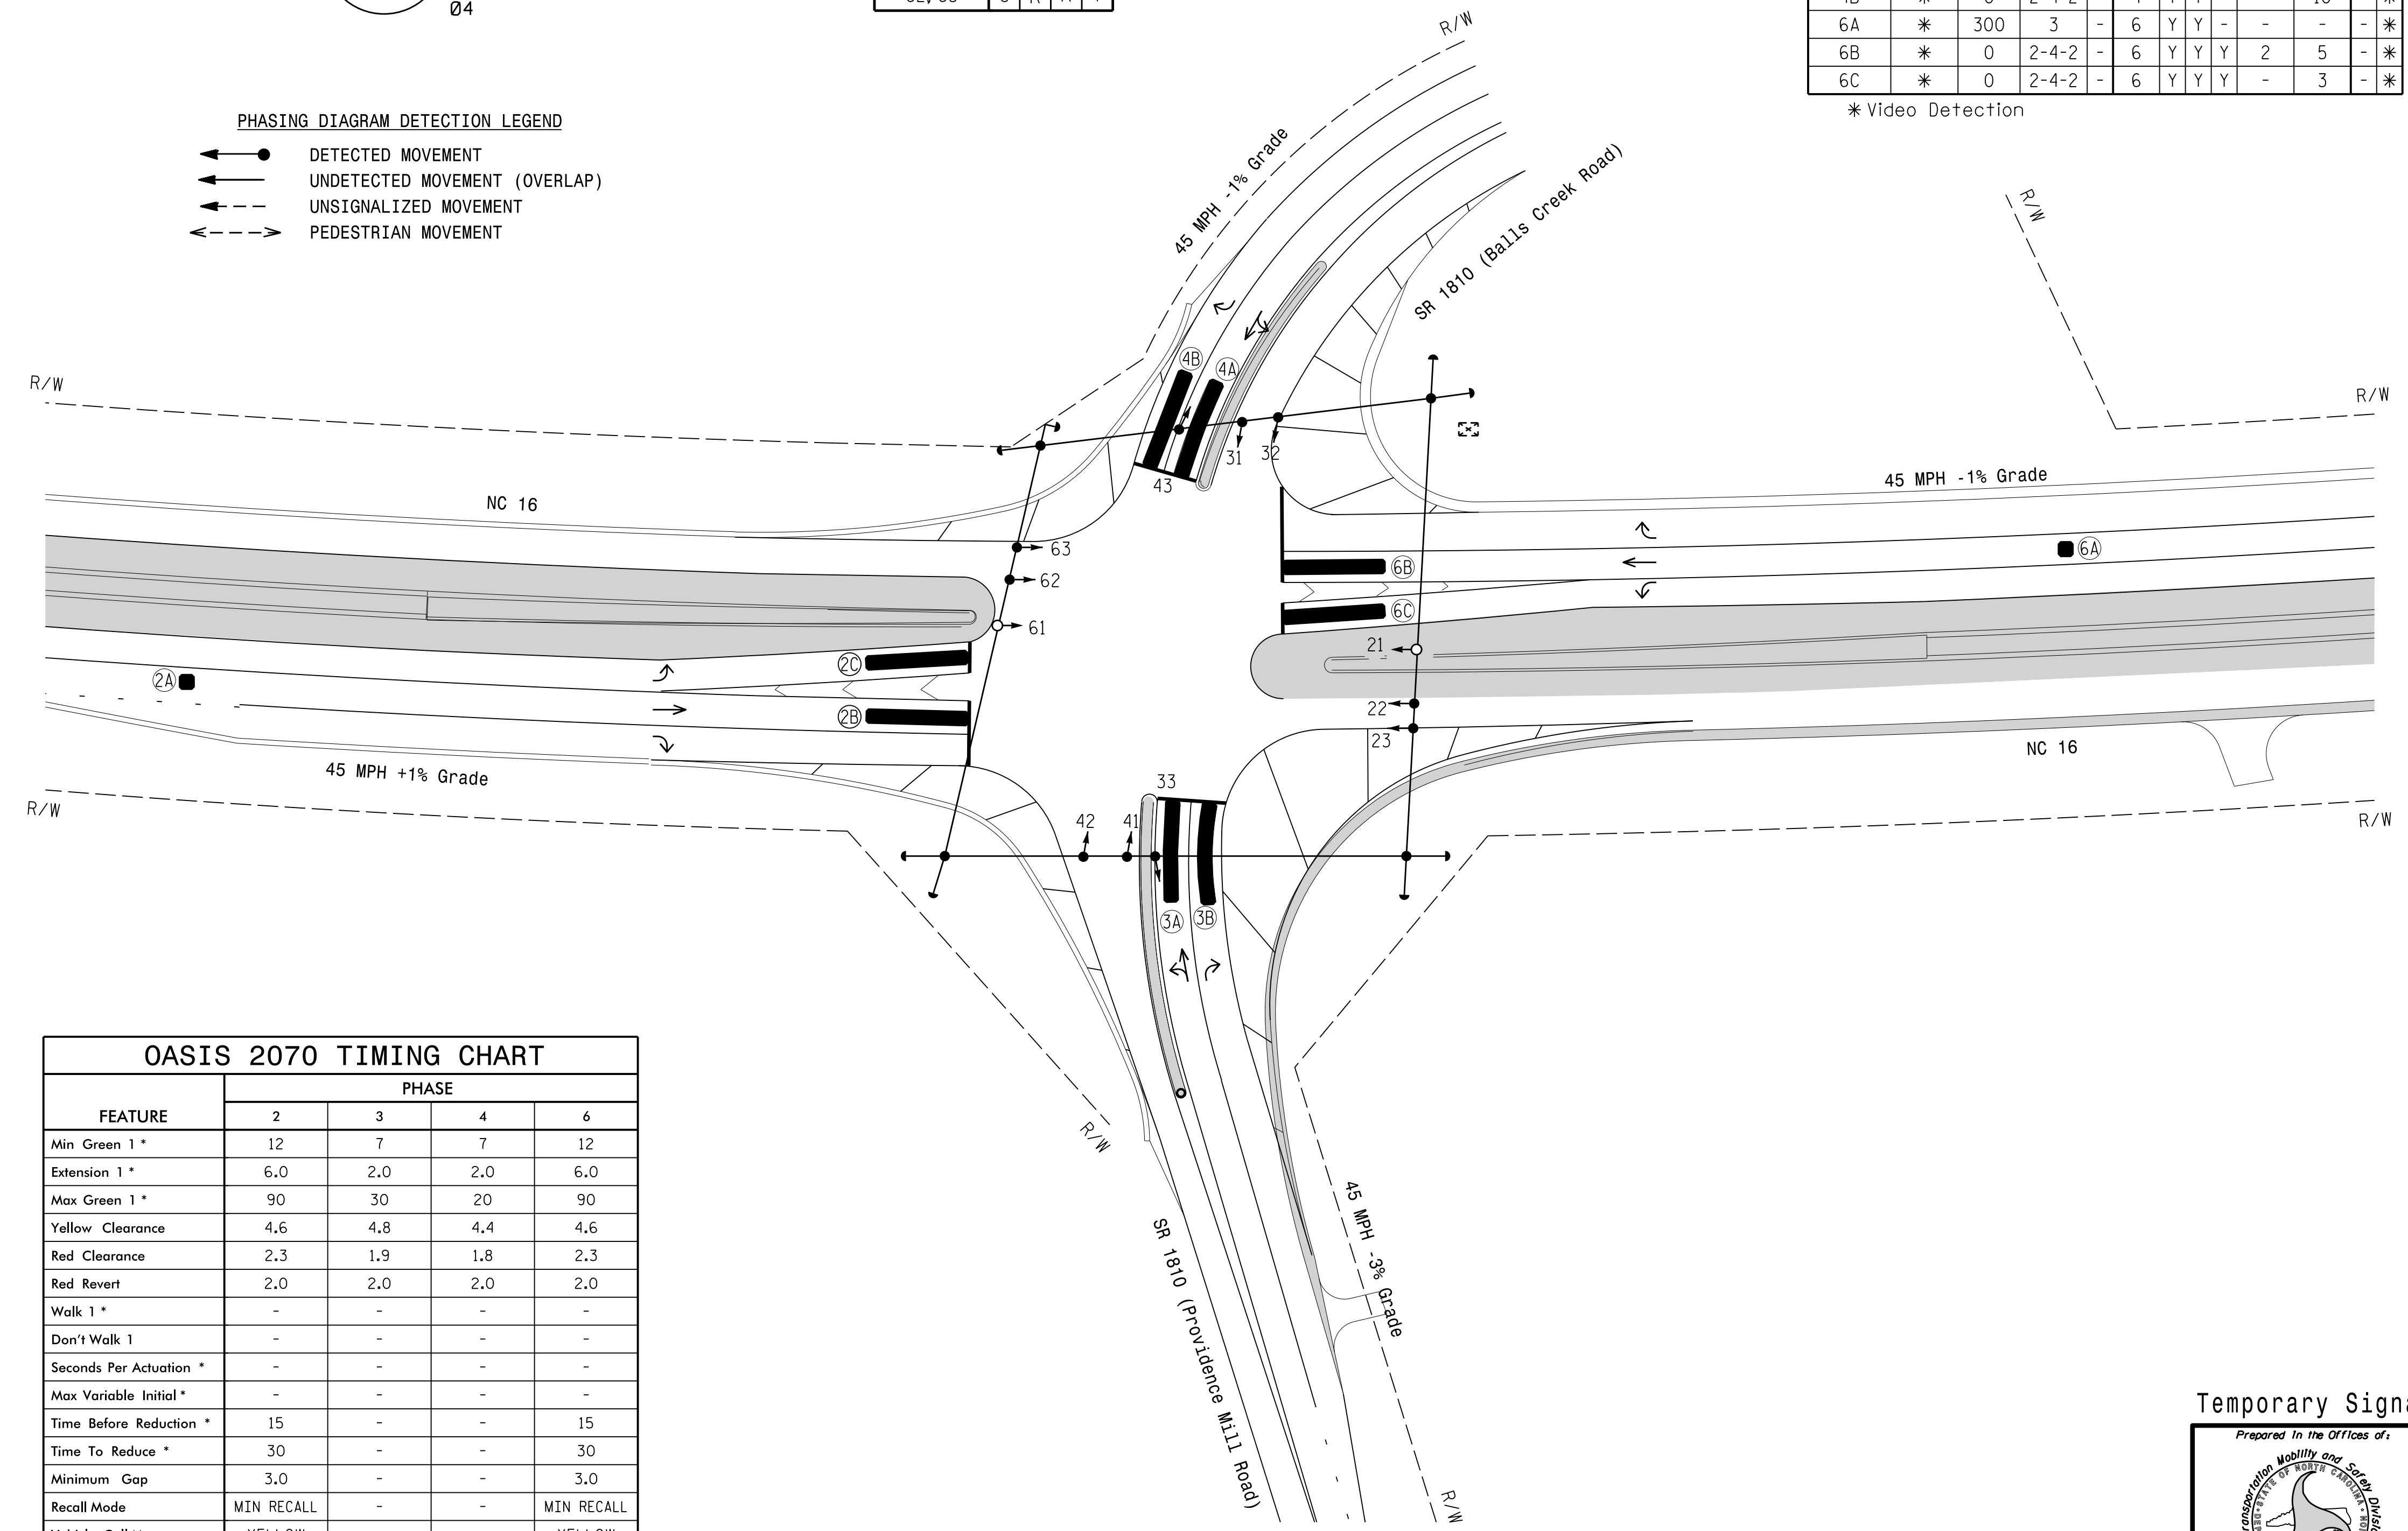 Ø4
R/W
6A * 300 3 - 6 Y Y - - - - *
6B * 0 2-4-2 - 6 Y Y Y 2 5 - *
6C * 0 2-4-2 - 6 Y Y Y - 3 - *
* Video Detection
PHASING DIAGRAM DETECTION LEGEND
DETECTED MOVEMENT
UNDETECTED MOVEMENT (OVERLAP)
UNSIGNALIZED MOVEMENT
PEDESTRIAN MOVEMENT
45 MPH -1% Grade
SR 1810 (Balls Creek Road)
R/W
R/W
R/W
4B
4A
31
32
43
NC 16
45 MPH -1% Grade
63
62
61
6B
6A
6C
2A
2C
2B
21
22
23
45 MPH +1% Grade
NC 16
R/W
R/W
33
42
41
3A
3B
R/W
SR 1810 (Providence Mill Road)
45 MPH -3% Grade
R/W
OASIS 2070 TIMING CHART
FEATURE
PHASE
2 3 4 6
Min Green 1 * 12 7 7 12
Extension 1 * 6.0 2.0 2.0 6.0
Max Green 1 * 90 30 20 90
Yellow Clearance 4.6 4.8 4.4 4.6
Red Clearance 2.3 1.9 1.8 2.3
Red Revert 2.0 2.0 2.0 2.0
Walk 1 * - - - -
Don't Walk 1 - - - -
Seconds Per Actuation * - - - -
Max Variable Initial * - - - -
Time Before Reduction * 15 - - 15
Time To Reduce * 30 - - 30
Minimum Gap 3.0 - - 3.0
Recall Mode MIN RECALL - - MIN RECALL
Temporary Signa
Prepared in the Offices of:
Mobility and Safety
STATE OF NORTH CAROLINA